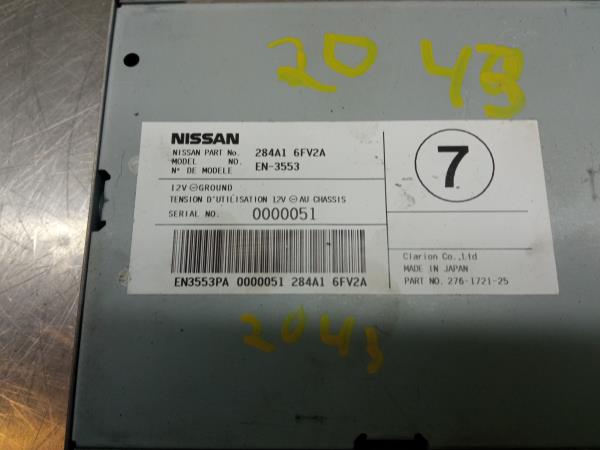 2043
NISSAN
NISSAN PART No. 284A1 6FV2A
MODEL NO. EN-3553
N° DE MODELE
12V ⊖ GROUND
TENSION D'UTILISATION 12V ⊖ AU CHASSIS
SERIAL NO. 0000051
EN3553PA 0000051 284A1 6FV2A
7
Clarion Co.,Ltd
MADE IN JAPAN
PART NO. 276-1721-25
2043